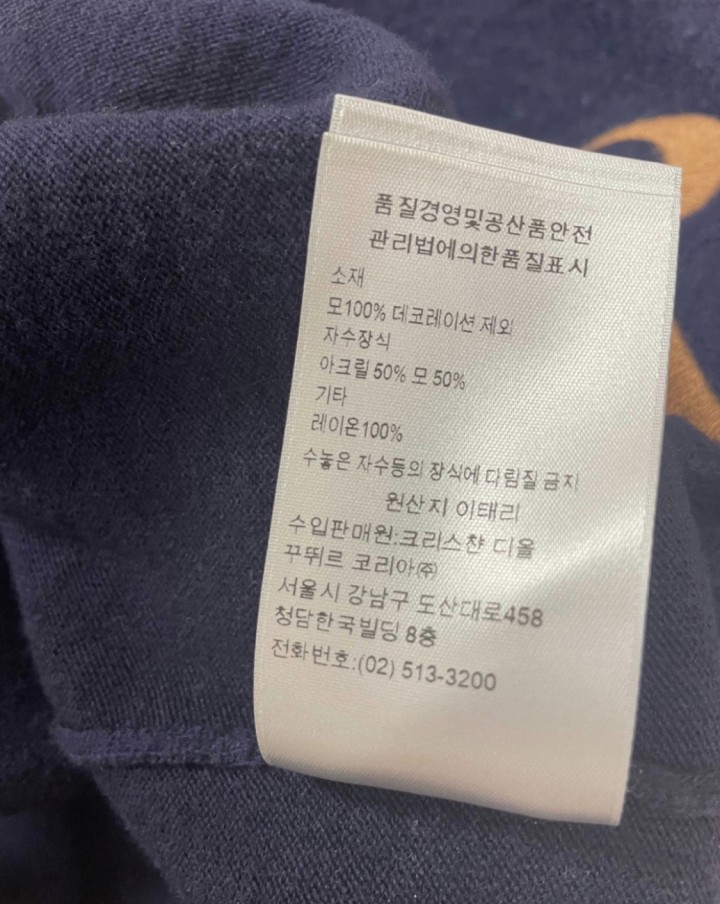 품질경영및공산품안전
관리법에의한품질표시
소재
모100% 데코레이션 제외
자수장식
아크릴 50% 모 50%
기타
레이온100%
수놓은 자수등의 장식에 다림질 금지
원산지 이태리
수입판매원:크리스챤 디올
꾸뛰르 코리아㈜
서울시 강남구 도산대로458
청담한국빌딩 8층
전화번호:(02) 513-3200